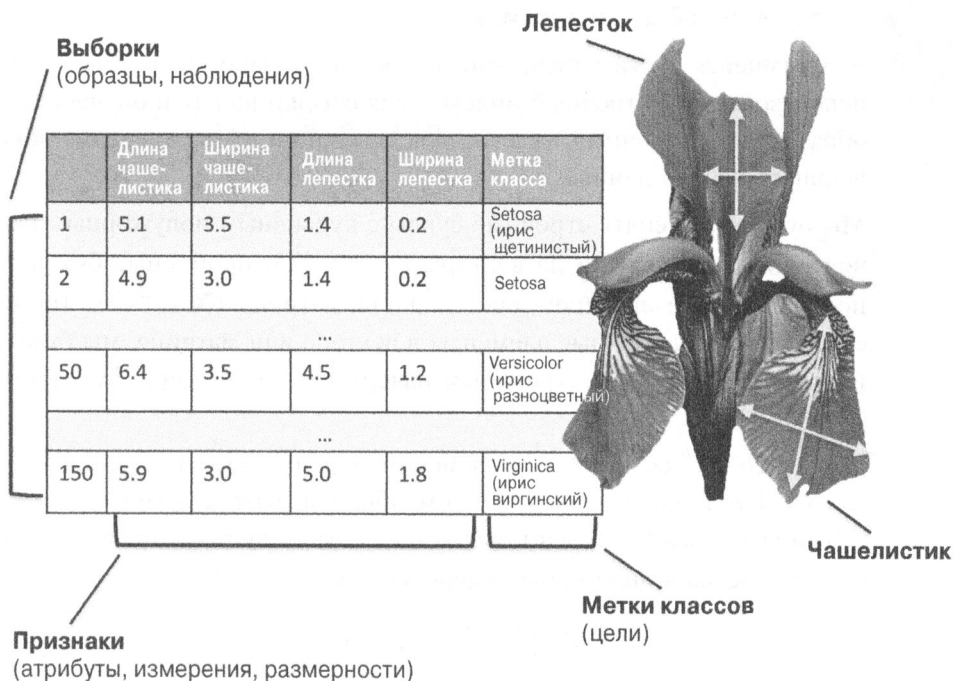 Лепесток
Выборки
(образцы, наблюдения)
Длина чаше- листика Ширина чаше- листика Длина лепестка Ширина лепестка Метка класса
1 5.1 3.5 1.4 0.2 Setosa (ирис щетинистый)
2 4.9 3.0 1.4 0.2 Setosa
...
50 6.4 3.5 4.5 1.2 Versicolor (ирис разноцветный)
...
150 5.9 3.0 5.0 1.8 Virginica (ирис виргинский)
Чашелистик
Метки классов
(цели)
Признаки
(атрибуты, измерения, размерности)